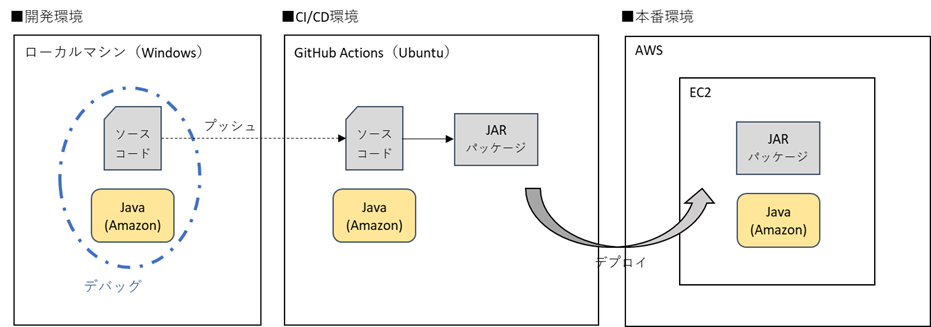 ■開発環境
ローカルマシン（Windows）
ソース
コード
Java
(Amazon)
デバッグ
プッシュ
■CI/CD環境
GitHub Actions（Ubuntu）
ソース
コード
JAR
パッケージ
Java
(Amazon)
デプロイ
■本番環境
AWS
EC2
JAR
パッケージ
Java
(Amazon)